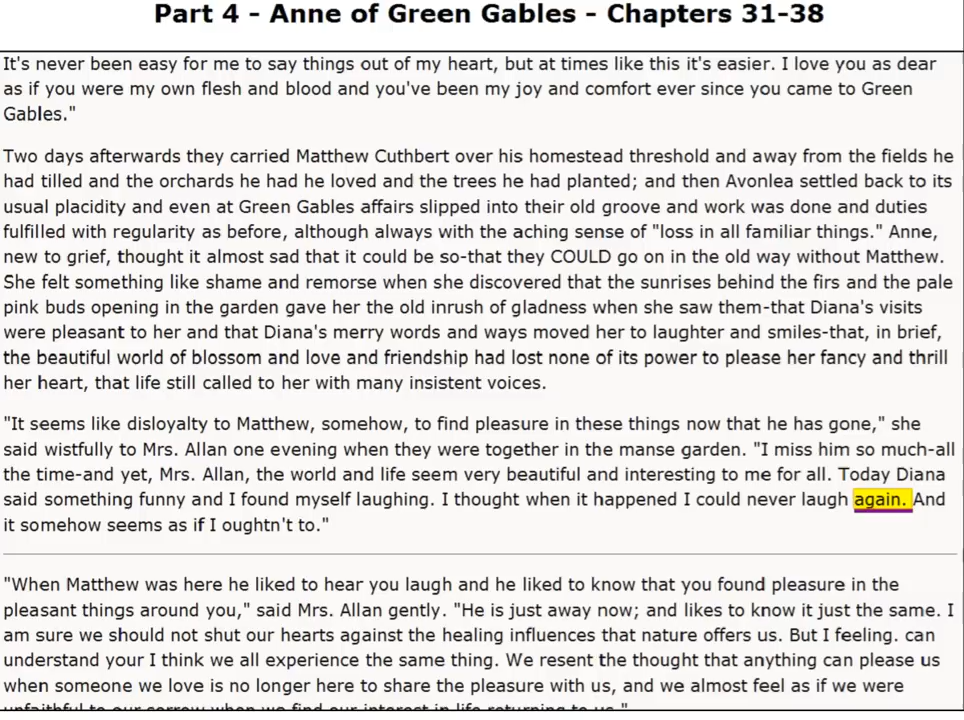 Part 4 - Anne of Green Gables - Chapters 31-38
It's never been easy for me to say things out of my heart, but at times like this it's easier. I love you as dear
as if you were my own flesh and blood and you've been my joy and comfort ever since you came to Green
Gables."
Two days afterwards they carried Matthew Cuthbert over his homestead threshold and away from the fields he
had tilled and the orchards he had he loved and the trees he had planted; and then Avonlea settled back to its
usual placidity and even at Green Gables affairs slipped into their old groove and work was done and duties
fulfilled with regularity as before, although always with the aching sense of "loss in all familiar things." Anne,
new to grief, thought it almost sad that it could be so-that they COULD go on in the old way without Matthew.
She felt something like shame and remorse when she discovered that the sunrises behind the firs and the pale
pink buds opening in the garden gave her the old inrush of gladness when she saw them-that Diana's visits
were pleasant to her and that Diana's merry words and ways moved her to laughter and smiles-that, in brief,
the beautiful world of blossom and love and friendship had lost none of its power to please her fancy and thrill
her heart, that life still called to her with many insistent voices.
"It seems like disloyalty to Matthew, somehow, to find pleasure in these things now that he has gone," she
said wistfully to Mrs. Allan one evening when they were together in the manse garden. "I miss him so much-all
the time-and yet, Mrs. Allan, the world and life seem very beautiful and interesting to me for all. Today Diana
said something funny and I found myself laughing. I thought when it happened I could never laugh again. And
it somehow seems as if I oughtn't to."
"When Matthew was here he liked to hear you laugh and he liked to know that you found pleasure in the
pleasant things around you," said Mrs. Allan gently. "He is just away now; and likes to know it just the same. I
am sure we should not shut our hearts against the healing influences that nature offers us. But I feeling. can
understand your I think we all experience the same thing. We resent the thought that anything can please us
when someone we love is no longer here to share the pleasure with us, and we almost feel as if we were
unfaithful to our sorrow when we find our interest in life returning to us."